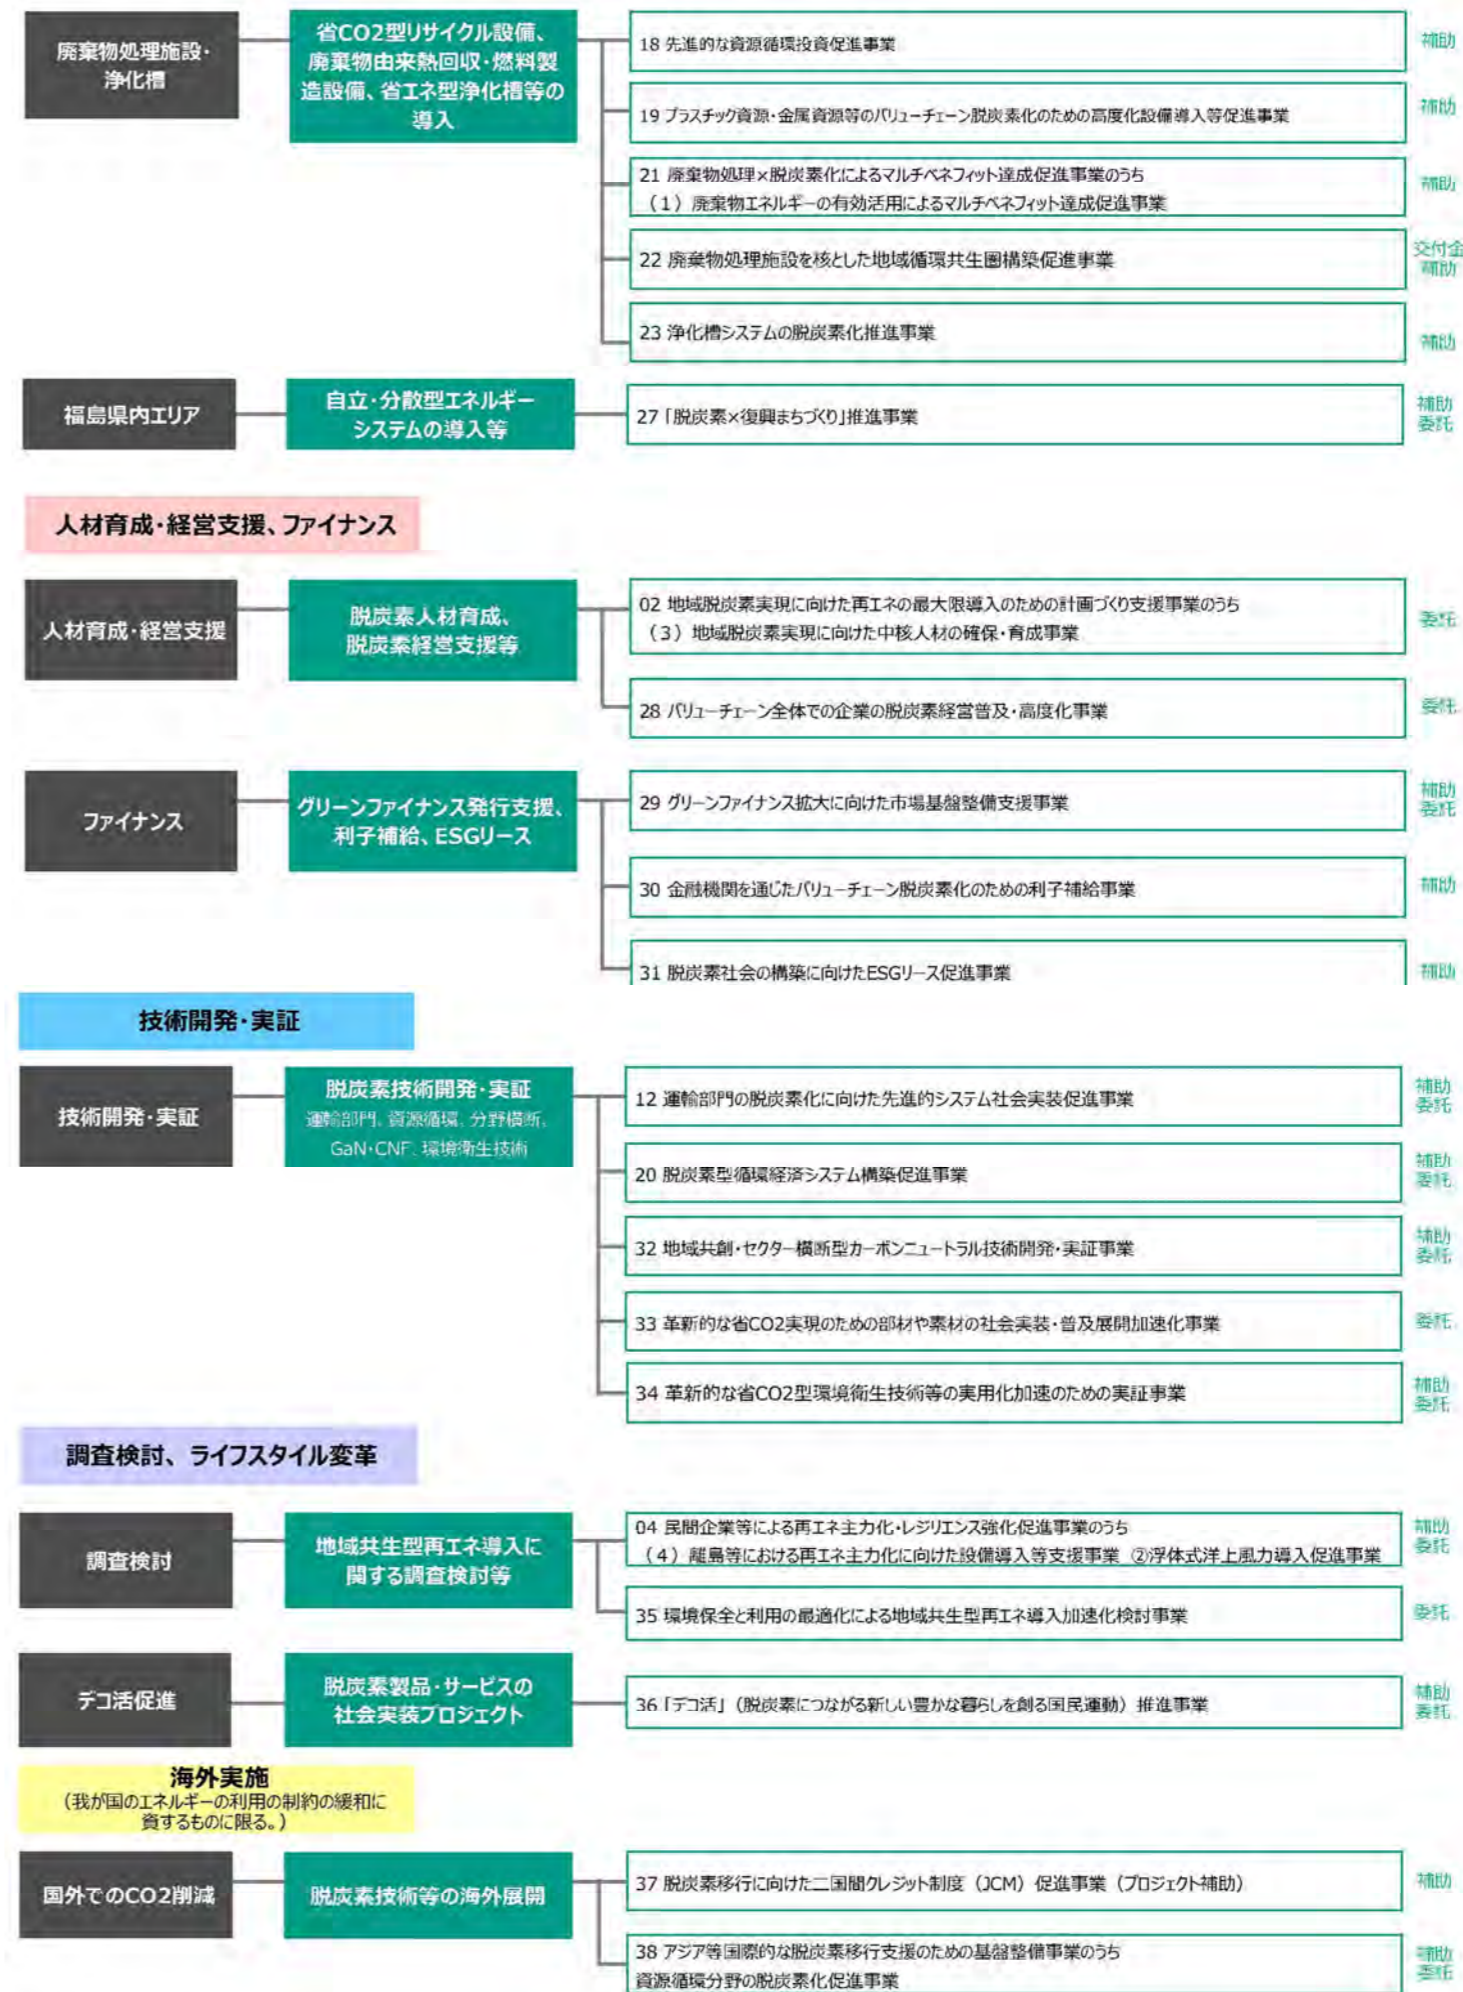 廃棄物処理施設・
浄化槽
省CO2型リサイクル設備、
廃棄物由来熱回収・燃料製
造設備、省エネ型浄化槽等の
導入
18 先進的な資源循環投資促進事業
補助
19 プラスチック資源・金属資源等のバリューチェーン脱炭素化のための高度化設備導入等促進事業
補助
21 廃棄物処理×脱炭素化によるマルチベネフィット達成促進事業のうち
（1）廃棄物エネルギーの有効活用によるマルチベネフィット達成促進事業
補助
22 廃棄物処理施設を核とした地域循環共生圏構築促進事業
交付金
補助
23 浄化槽システムの脱炭素化推進事業
補助
福島県内エリア
自立・分散型エネルギー
システムの導入等
27「脱炭素×復興まちづくり」推進事業
補助
委託
人材育成・経営支援、ファイナンス
人材育成・経営支援
脱炭素人材育成、
脱炭素経営支援等
02 地域脱炭素実現に向けた再エネの最大限導入のための計画づくり支援事業のうち
（3）地域脱炭素実現に向けた中核人材の確保・育成事業
委託
28 バリューチェーン全体での企業の脱炭素経営普及・高度化事業
委託
ファイナンス
グリーンファイナンス発行支援、
利子補給、ESGリース
29 グリーンファイナンス拡大に向けた市場基盤整備支援事業
補助
委託
30 金融機関を通じたバリューチェーン脱炭素化のための利子補給事業
補助
31 脱炭素社会の構築に向けたESGリース促進事業
補助
技術開発・実証
技術開発・実証
脱炭素技術開発・実証
運輸部門、資源循環、分野横断、
GaN・CNF、環境衛生技術
12 運輸部門の脱炭素化に向けた先進的システム社会実装促進事業
補助
委託
20 脱炭素型循環経済システム構築促進事業
補助
委託
32 地域共創・セクター横断型カーボンニュートラル技術開発・実証事業
補助
委託
33 革新的な省CO2実現のための部材や素材の社会実装・普及展開加速化事業
委託
34 革新的な省CO2型環境衛生技術等の実用化加速のための実証事業
補助
委託
調査検討、ライフスタイル変革
調査検討
地域共生型再エネ導入に
関する調査検討等
04 民間企業等による再エネ主力化・レジリエンス強化促進事業のうち
（4）離島等における再エネ主力化に向けた設備導入等支援事業 ②浮体式洋上風力導入促進事業
補助
委託
35 環境保全と利用の最適化による地域共生型再エネ導入加速化検討事業
委託
デコ活促進
脱炭素製品・サービスの
社会実装プロジェクト
36「デコ活」（脱炭素につながる新しい豊かな暮らしを創る国民運動）推進事業
補助
委託
海外実施
（我が国のエネルギーの利用の制約の緩和に
資するものに限る。）
国外でのCO2削減
脱炭素技術等の海外展開
37 脱炭素移行に向けた二国間クレジット制度（JCM）促進事業（プロジェクト補助）
補助
38 アジア等国際的な脱炭素移行支援のための基盤整備事業のうち
資源循環分野の脱炭素化促進事業
補助
委託